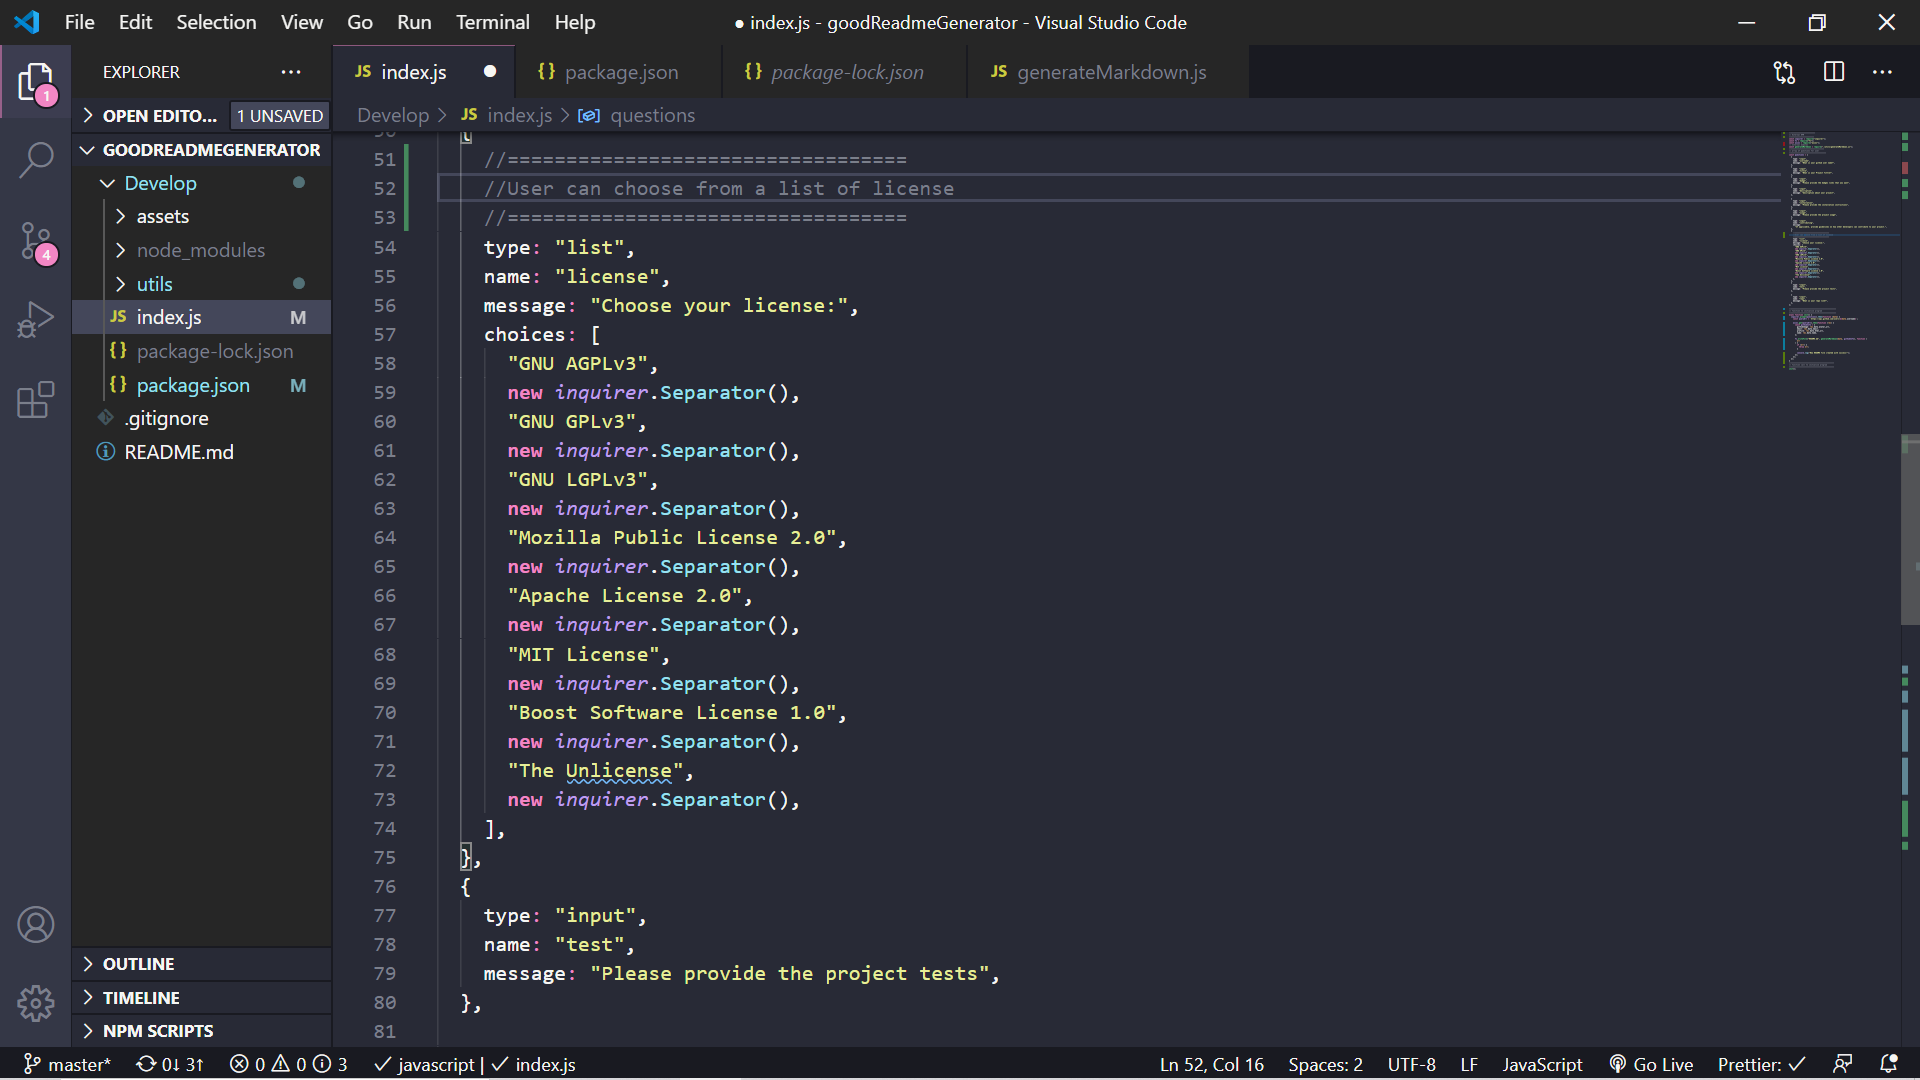 File Edit Selection View Go Run Terminal Help
● index.js - goodReadmeGenerator - Visual Studio Code
EXPLORER
JS index.js
{} package.json
{} package-lock.json
JS generateMarkdown.js
OPEN EDITO... 1 UNSAVED
Develop > JS index.js > questions
GOODREADMEGENERATOR
Develop
assets
node_modules
utils
JS index.js M
{} package-lock.json
{} package.json M
.gitignore
README.md
OUTLINE
TIMELINE
NPM SCRIPTS
1
4
50 {
51 //==================================
52 //User can choose from a list of license
53 //==================================
54 type: "list",
55 name: "license",
56 message: "Choose your license:",
57 choices: [
58 "GNU AGPLv3",
59 new inquirer.Separator(),
60 "GNU GPLv3",
61 new inquirer.Separator(),
62 "GNU LGPLv3",
63 new inquirer.Separator(),
64 "Mozilla Public License 2.0",
65 new inquirer.Separator(),
66 "Apache License 2.0",
67 new inquirer.Separator(),
68 "MIT License",
69 new inquirer.Separator(),
70 "Boost Software License 1.0",
71 new inquirer.Separator(),
72 "The Unlicense",
73 new inquirer.Separator(),
74 ],
75 },
76 {
77 type: "input",
78 name: "test",
79 message: "Please provide the project tests",
80 },
81
master* 0↓ 3↑ 0 0 3 ✓ javascript | ✓ index.js Ln 52, Col 16 Spaces: 2 UTF-8 LF JavaScript Go Live Prettier: ✓